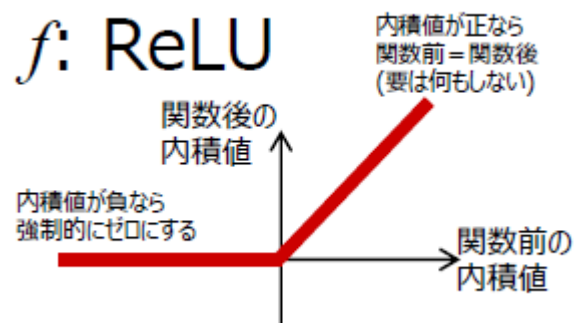 f: ReLU
内積値が正なら
関数前＝関数後
(要は何もしない)
関数後の
内積値
内積値が負なら
強制的にゼロにする
関数前の
内積値